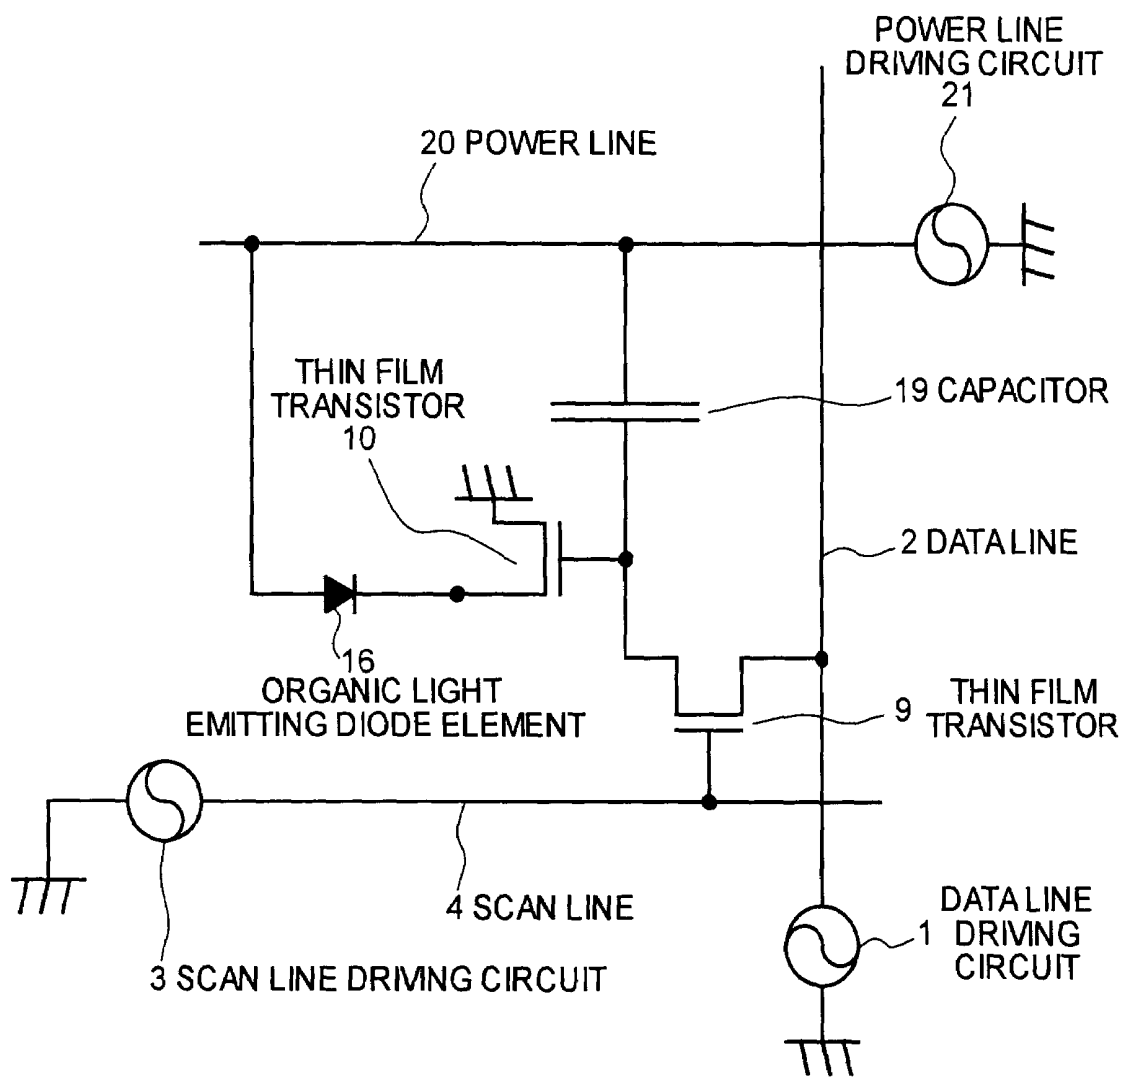 POWER LINE
DRIVING CIRCUIT
21
20 POWER LINE
THIN FILM
TRANSISTOR
10
19 CAPACITOR
2 DATA LINE
16
ORGANIC LIGHT
EMITTING DIODE ELEMENT
9 THIN FILM
TRANSISTOR
4 SCAN LINE
3 SCAN LINE DRIVING CIRCUIT
DATA LINE
1 DRIVING
CIRCUIT